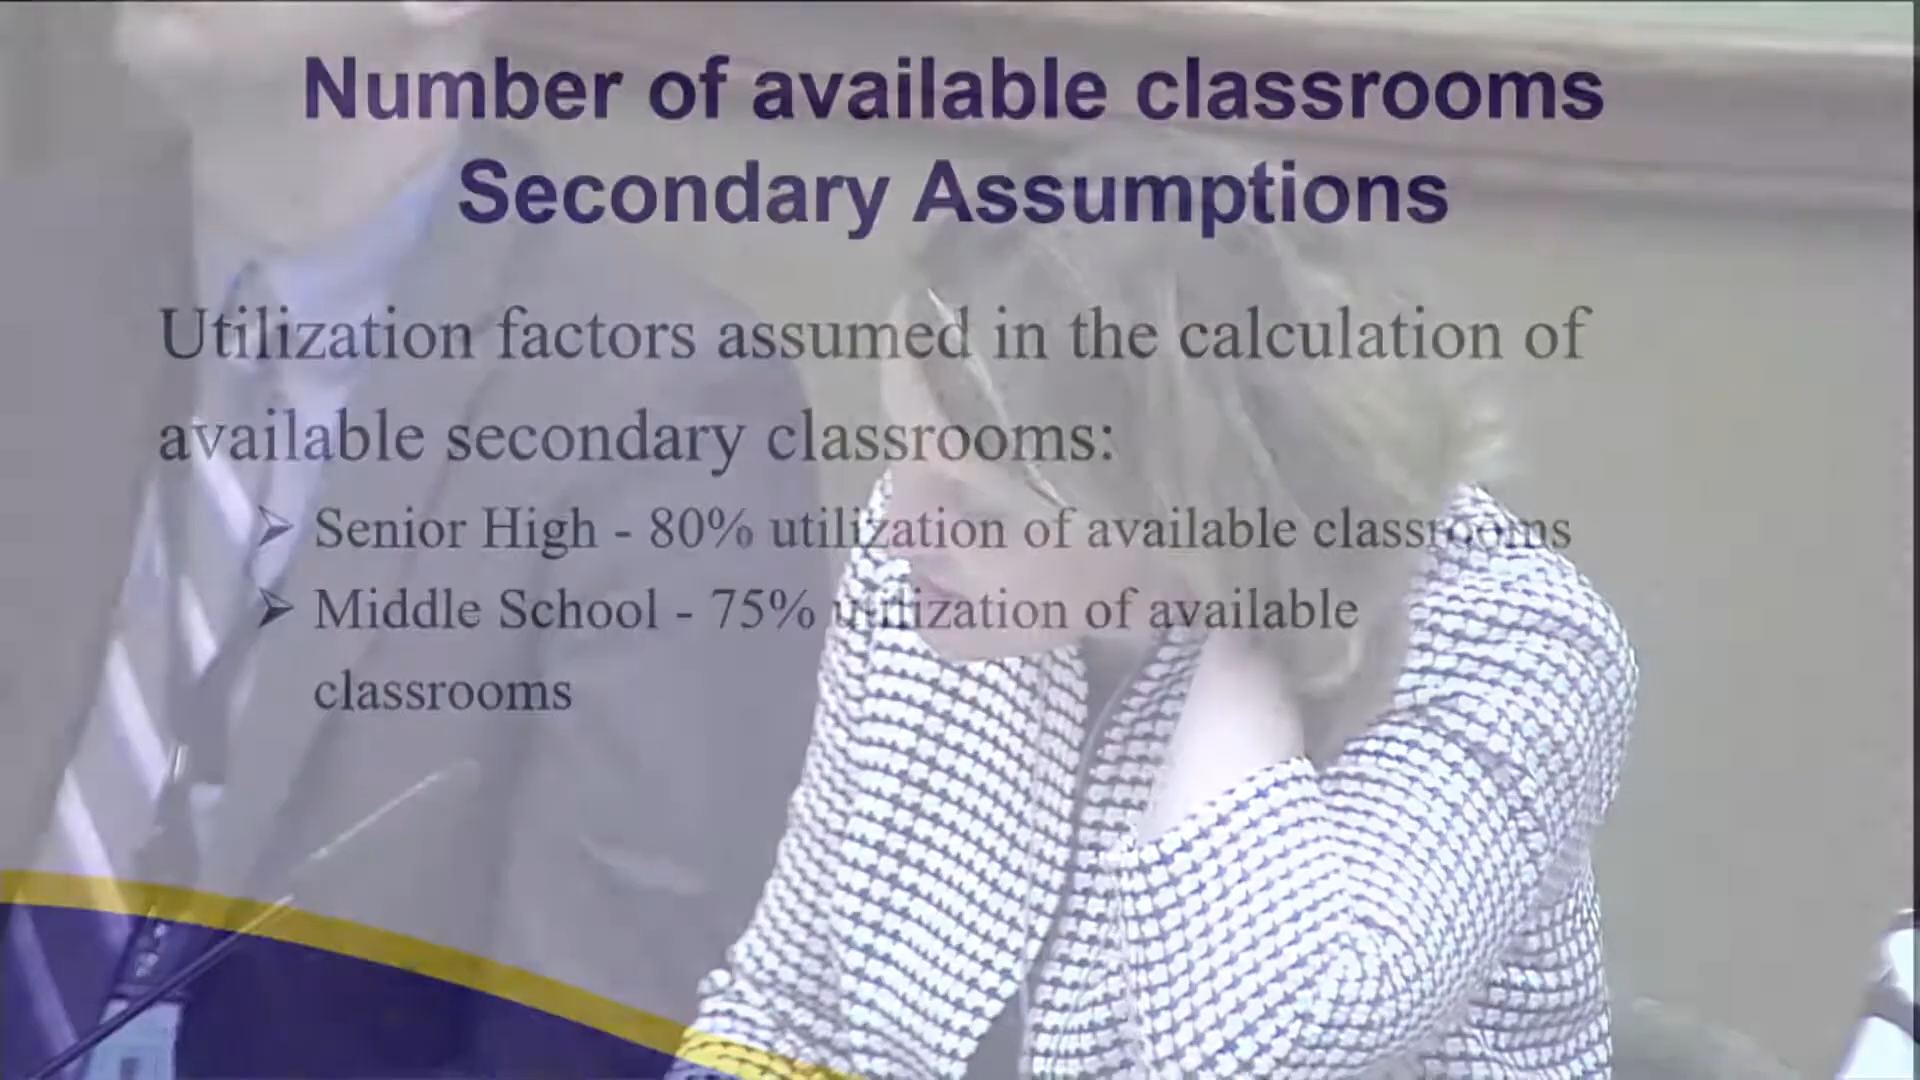 Number of available classrooms
Secondary Assumptions
Utilization factors assumed in the calculation of
available secondary classrooms:
Senior High - 80% utilization of available classrooms
Middle School - 75% utilization of available
classrooms